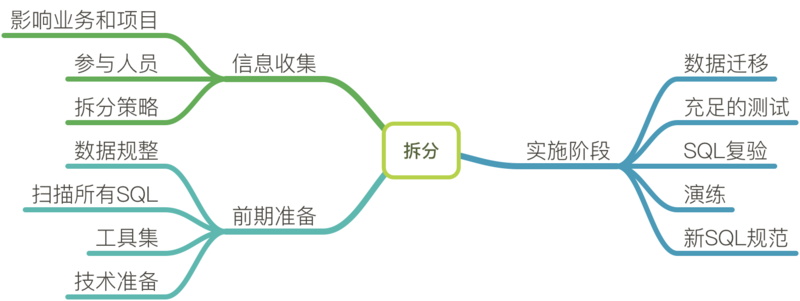 拆分
信息收集
影响业务和项目
参与人员
拆分策略
前期准备
数据规整
扫描所有SQL
工具集
技术准备
实施阶段
数据迁移
充足的测试
SQL复验
演练
新SQL规范